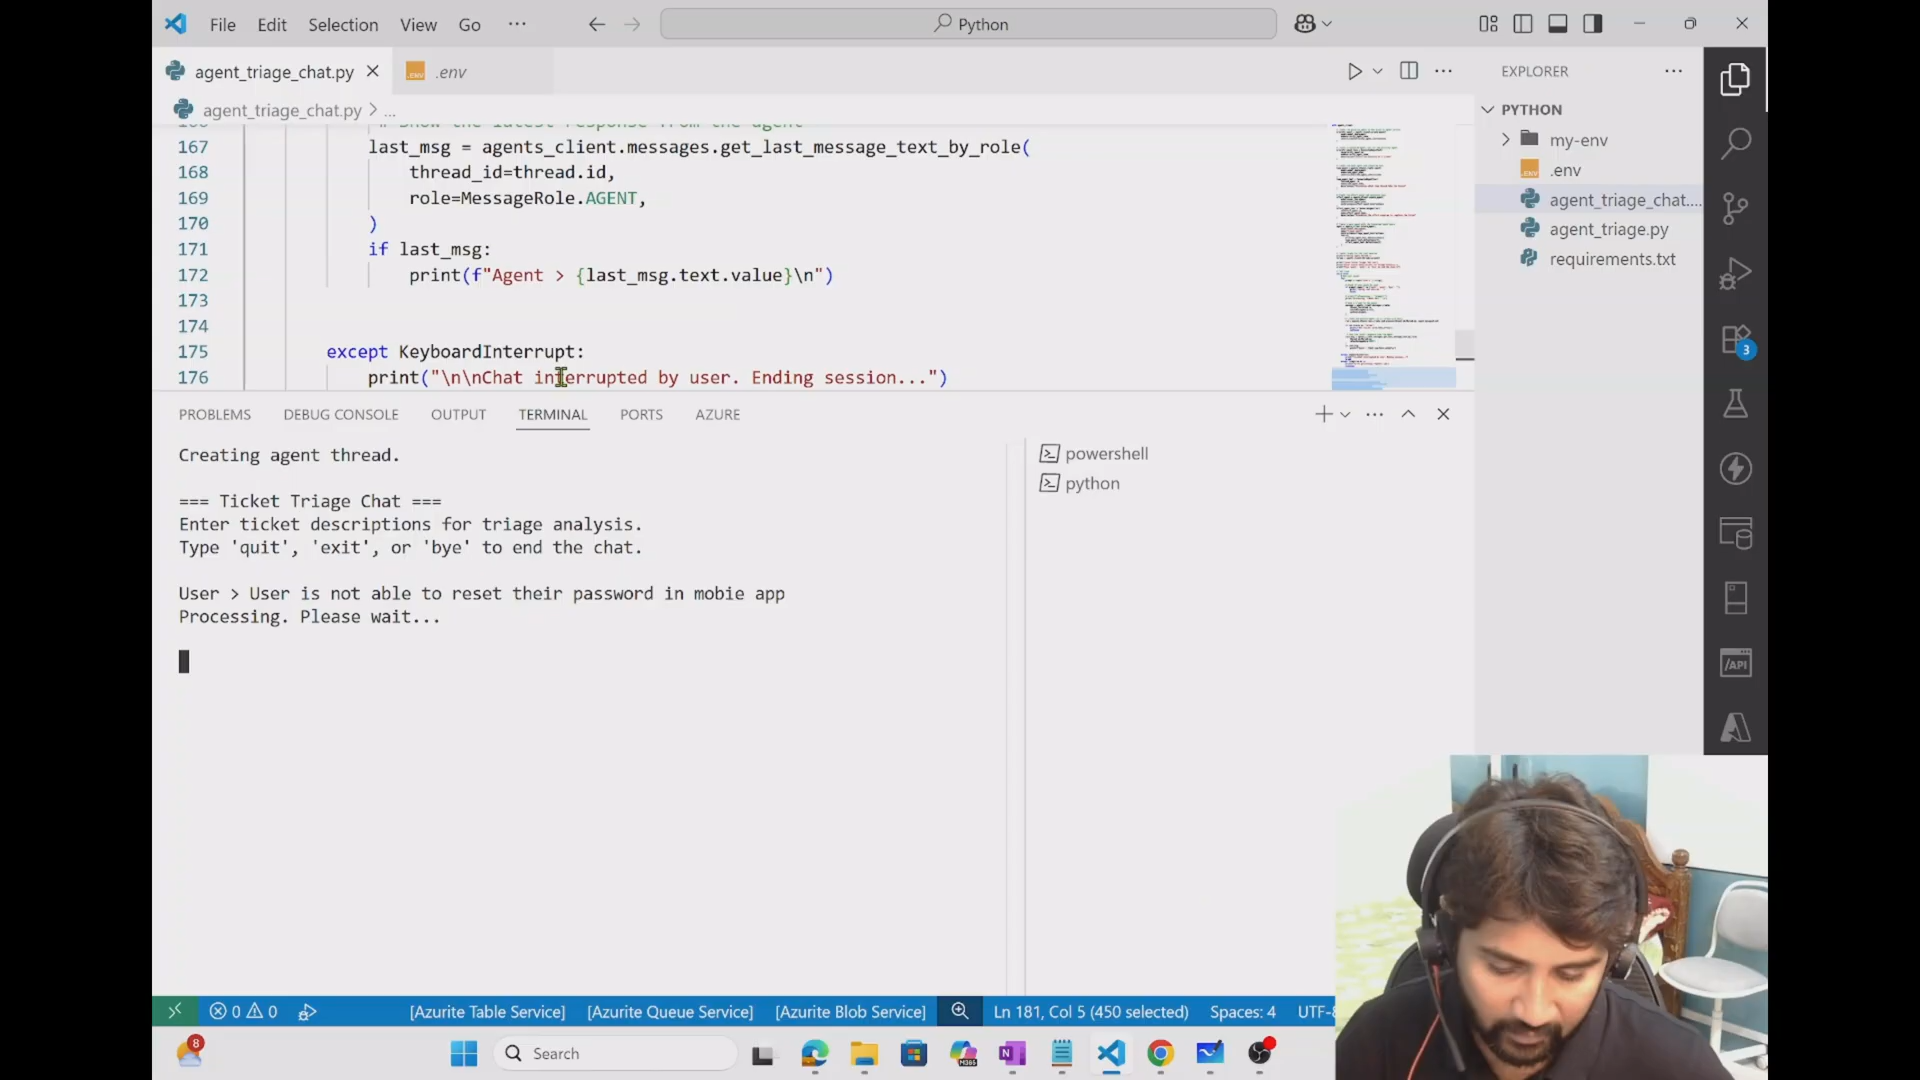 File Edit Selection View Go ... Python
agent_triage_chat.py .env
agent_triage_chat.py > ...
EXPLORER
PYTHON
my-env
.env
agent_triage_chat....
agent_triage.py
requirements.txt
167 last_msg = agents_client.messages.get_last_message_text_by_role(
168 thread_id=thread.id,
169 role=MessageRole.AGENT,
170 )
171 if last_msg:
172 print(f"Agent > {last_msg.text.value}\n")
173
174
175 except KeyboardInterrupt:
176 print("\n\nChat interrupted by user. Ending session...")
PROBLEMS DEBUG CONSOLE OUTPUT TERMINAL PORTS AZURE
Creating agent thread.
=== Ticket Triage Chat ===
Enter ticket descriptions for triage analysis.
Type 'quit', 'exit', or 'bye' to end the chat.
User > User is not able to reset their password in mobie app
Processing. Please wait...
powershell
python
3
/API
0 0 [Azurite Table Service] [Azurite Queue Service] [Azurite Blob Service] Ln 181, Col 5 (450 selected) Spaces: 4
8 Search